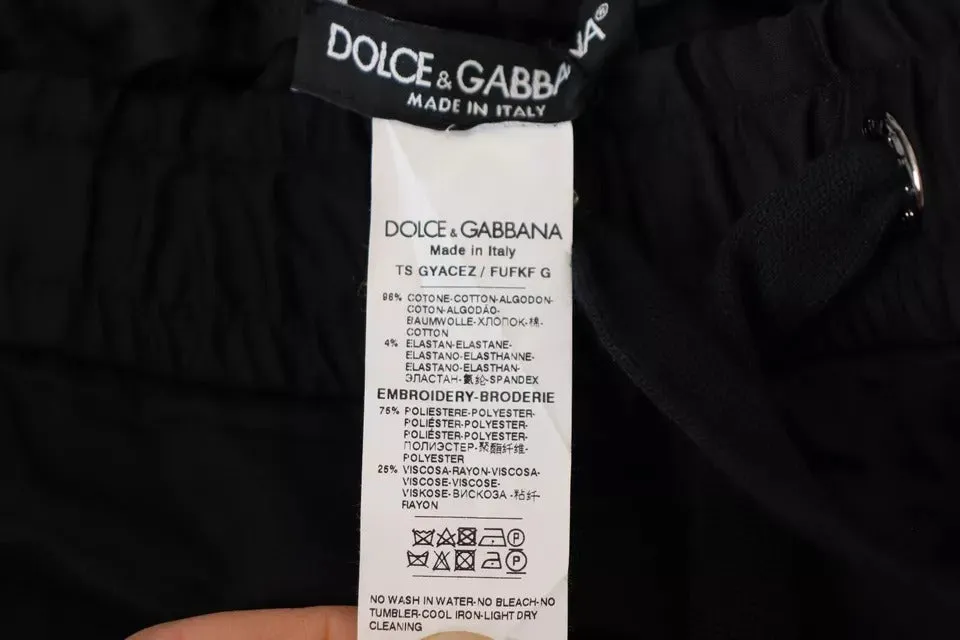 DOLCE & GABBANA®
MADE IN ITALY
DOLCE & GABBANA
Made in Italy
TS GYACEZ / FUFKF G
96% COTONE-COTTON-ALGODON-
COTON-ALGODÃO-
BAUMWOLLE-ХЛОПОК-棉-
COTTON
4% ELASTAN-ELASTANE-
ELASTANO-ELASTHANNE-
ELASTANO-ELASTHAN-
ЭЛАСТАН-氨纶-SPANDEX
EMBROIDERY-BRODERIE
75% POLIESTERE-POLYESTER-
POLIÉSTER-POLYESTER-
POLIÉSTER-POLYESTER-
ПОЛИЭСТЕР-聚酯纤维-
POLYESTER
25% VISCOSA-RAYON-VISCOSA-
VISCOSE-VISCOSE-
VISKOSE-ВИСКОЗА-粘纤-
RAYON
P
P
NO WASH IN WATER-NO BLEACH-NO
TUMBLER-COOL IRON-LIGHT DRY
CLEANING